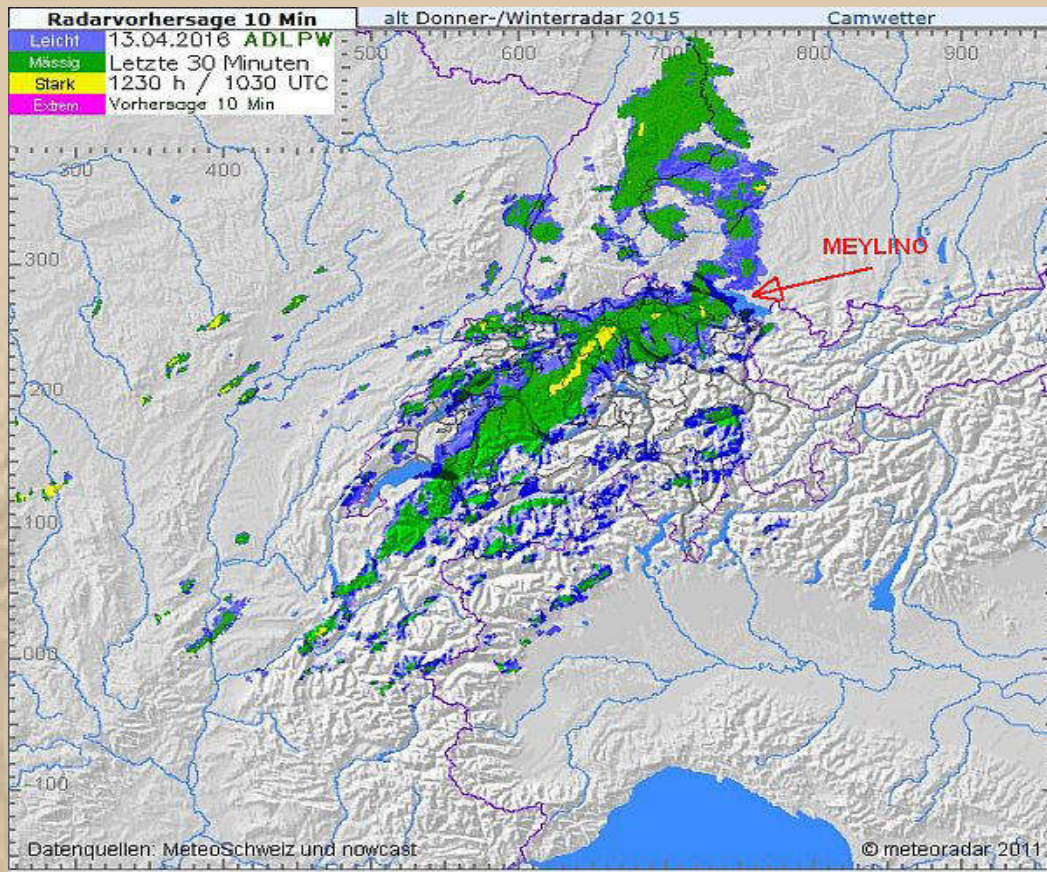 Radarvorhersage 10 Min alt Donner-/Winterradar 2015 Camwetter
Leicht 13.04.2016 ADLPW
Mässig Letzte 30 Minuten
Stark 1230 h / 1030 UTC
Extrem Vorhersage 10 Min
500 600 700 800 900
300 400
MEYLINO
300
200
100
000
-100
Datenquellen: MeteoSchweiz und nowcast © meteoradar 2011